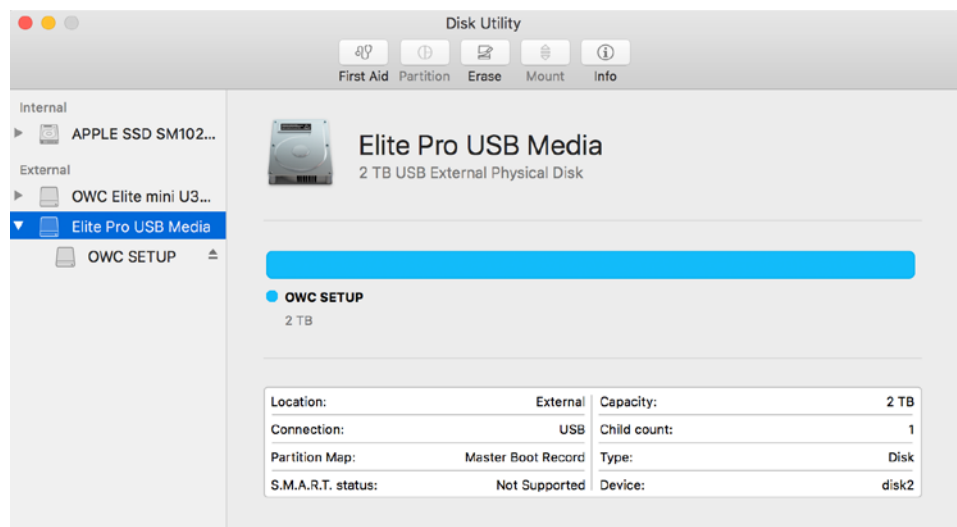 Disk Utility
First Aid Partition Erase Mount Info
Internal
APPLE SSD SM102...
External
OWC Elite mini U3...
Elite Pro USB Media
OWC SETUP
Elite Pro USB Media
2 TB USB External Physical Disk
OWC SETUP
2 TB
Location: External Capacity: 2 TB
Connection: USB Child count: 1
Partition Map: Master Boot Record Type: Disk
S.M.A.R.T. status: Not Supported Device: disk2